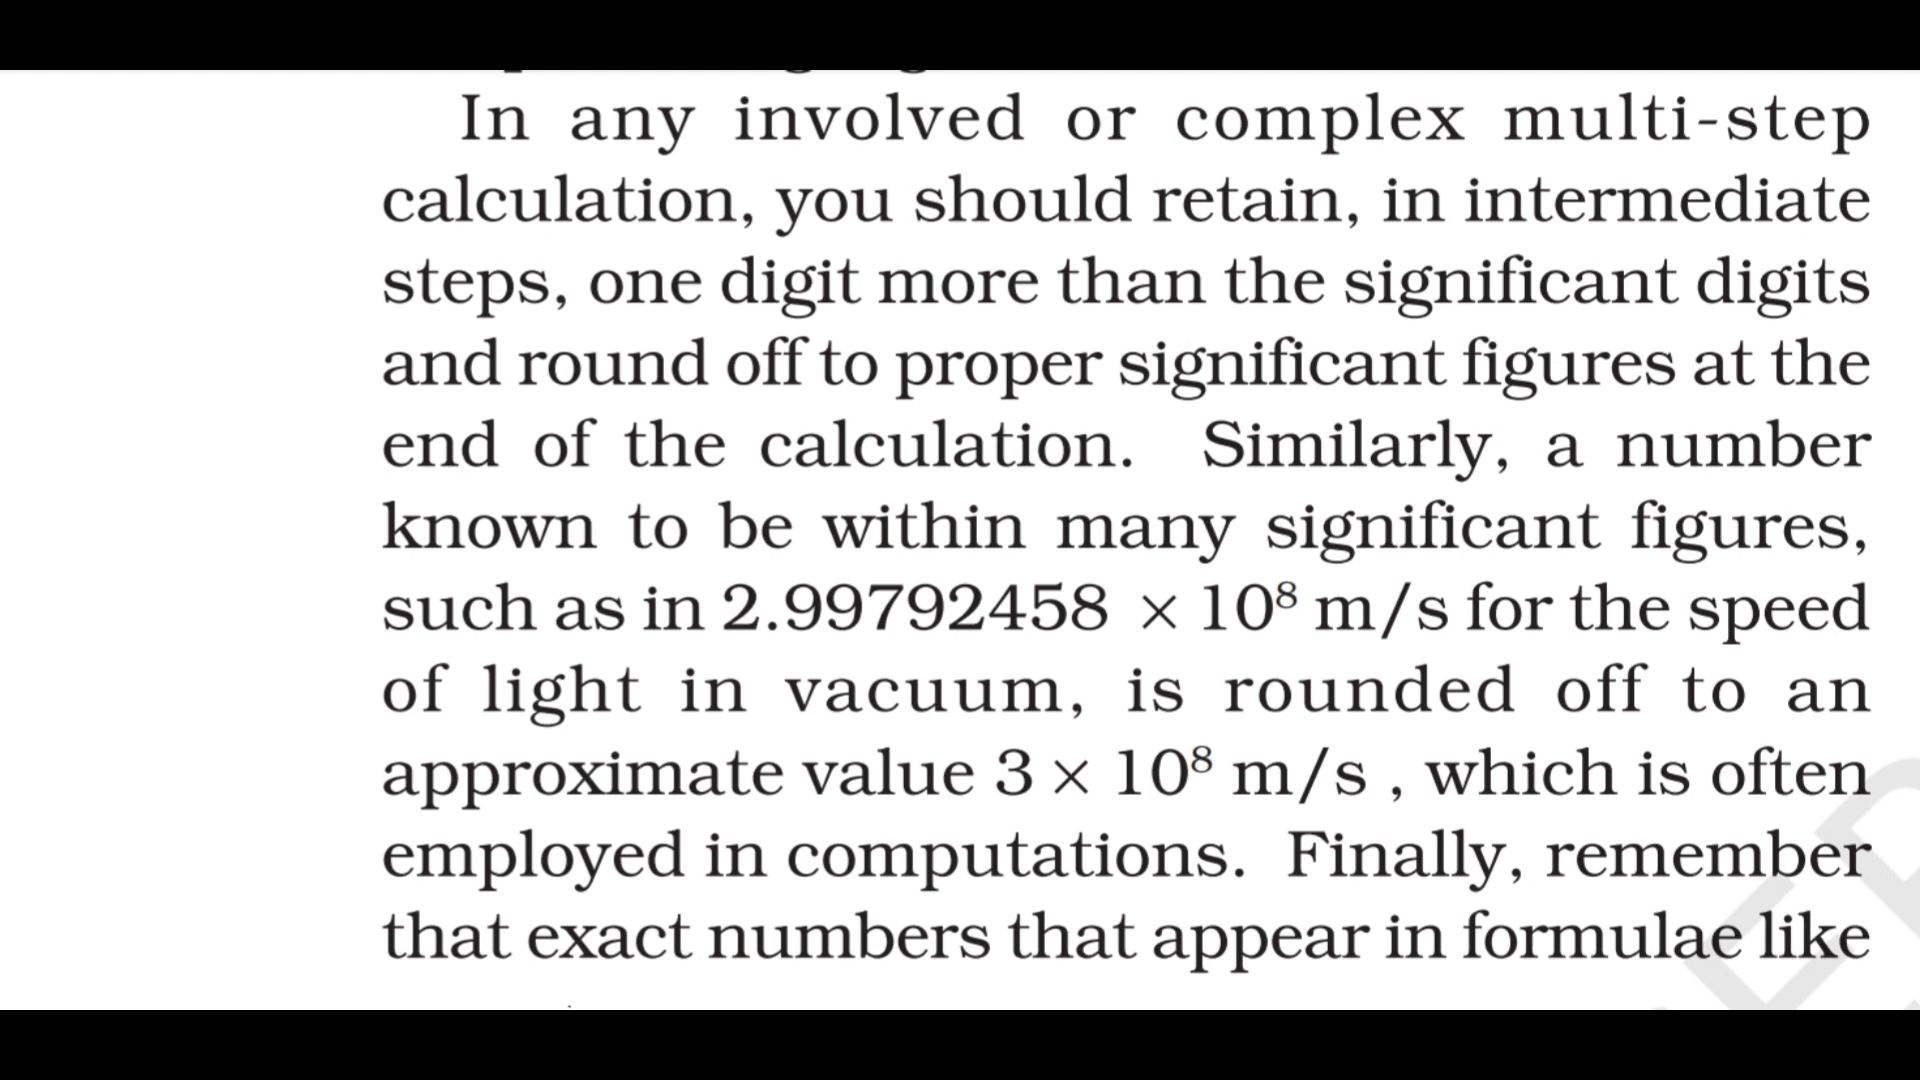 In any involved or complex multi-step
calculation, you should retain, in intermediate
steps, one digit more than the significant digits
and round off to proper significant figures at the
end of the calculation. Similarly, a number
known to be within many significant figures,
such as in 2.99792458 × 10⁸ m/s for the speed
of light in vacuum, is rounded off to an
approximate value 3 × 10⁸ m/s , which is often
employed in computations. Finally, remember
that exact numbers that appear in formulae like